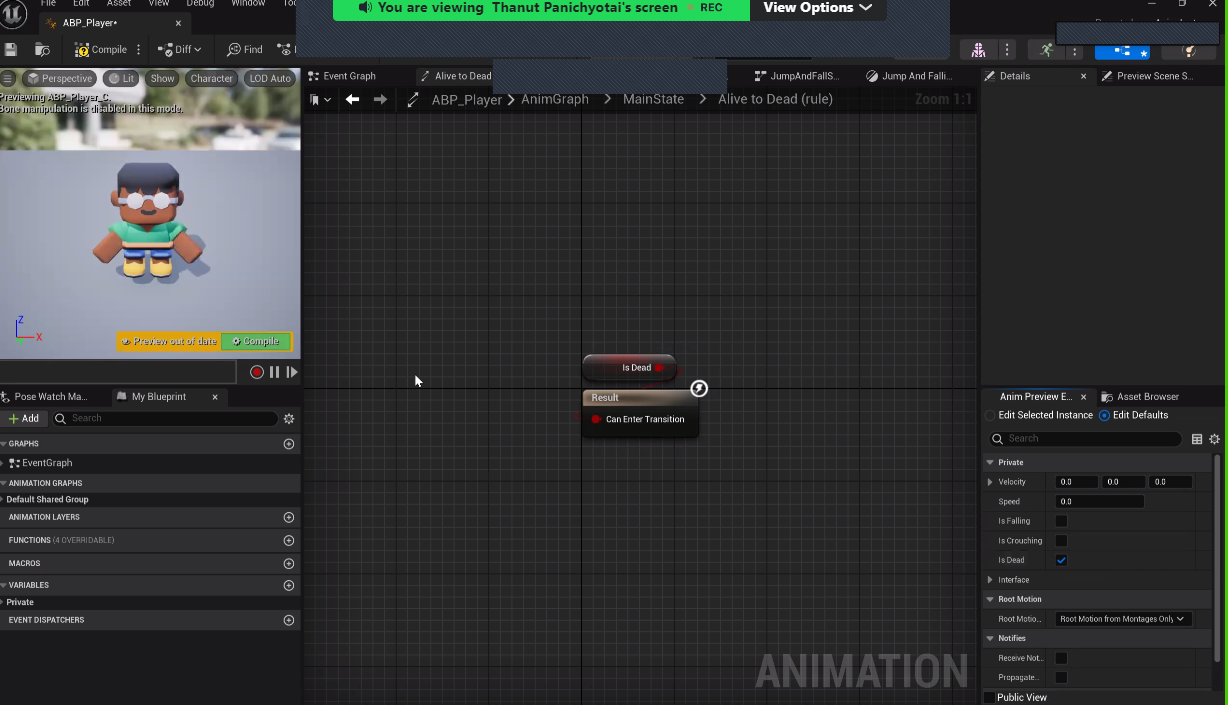 File Edit Asset View Debug Window
You are viewing Thanut Panichyotai's screen REC View Options
ABP_Player*
Compile Diff Find
Perspective Lit Show Character LOD Auto
Event Graph Alive to Dead JumpAndFallS... Jump And Falli... Details Preview Scene S...
Previewing ABP_Player_C.
Bone manipulation is disabled in this mode.
ABP_Player > AnimGraph > MainState > Alive to Dead (rule) Zoom 1:1
Z
X
Preview out of date Compile
Is Dead
Result
Can Enter Transition
Pose Watch Ma... My Blueprint
Add Search
GRAPHS
EventGraph
ANIMATION GRAPHS
Default Shared Group
ANIMATION LAYERS
FUNCTIONS (4 OVERRIDABLE)
MACROS
VARIABLES
Private
EVENT DISPATCHERS
ANIMATION
Anim Preview E... Asset Browser
Edit Selected Instance Edit Defaults
Search
Private
Velocity 0.0 0.0 0.0
Speed 0.0
Is Falling
Is Crouching
Is Dead
Interface
Root Motion
Root Motio... Root Motion from Montages Only
Notifies
Receive Not...
Propagate...
Public View